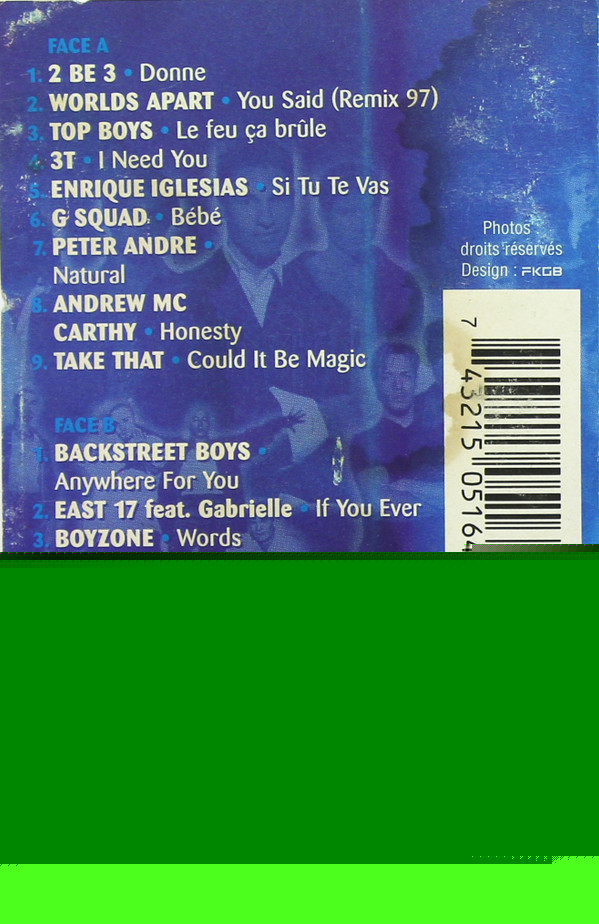 FACE A
1. 2 BE 3 • Donne
2. WORLDS APART • You Said (Remix 97)
3. TOP BOYS • Le feu ça brûle
4. 3T • I Need You
5. ENRIQUE IGLESIAS • Si Tu Te Vas
6. G SQUAD • Bébé
7. PETER ANDRE •
Natural
8. ANDREW MC
CARTHY • Honesty
9. TAKE THAT • Could It Be Magic
Photos :
droits réservés
Design : FKGB
FACE B
1. BACKSTREET BOYS •
Anywhere For You
2. EAST 17 feat. Gabrielle • If You Ever
3. BOYZONE • Words
7 43215 05164